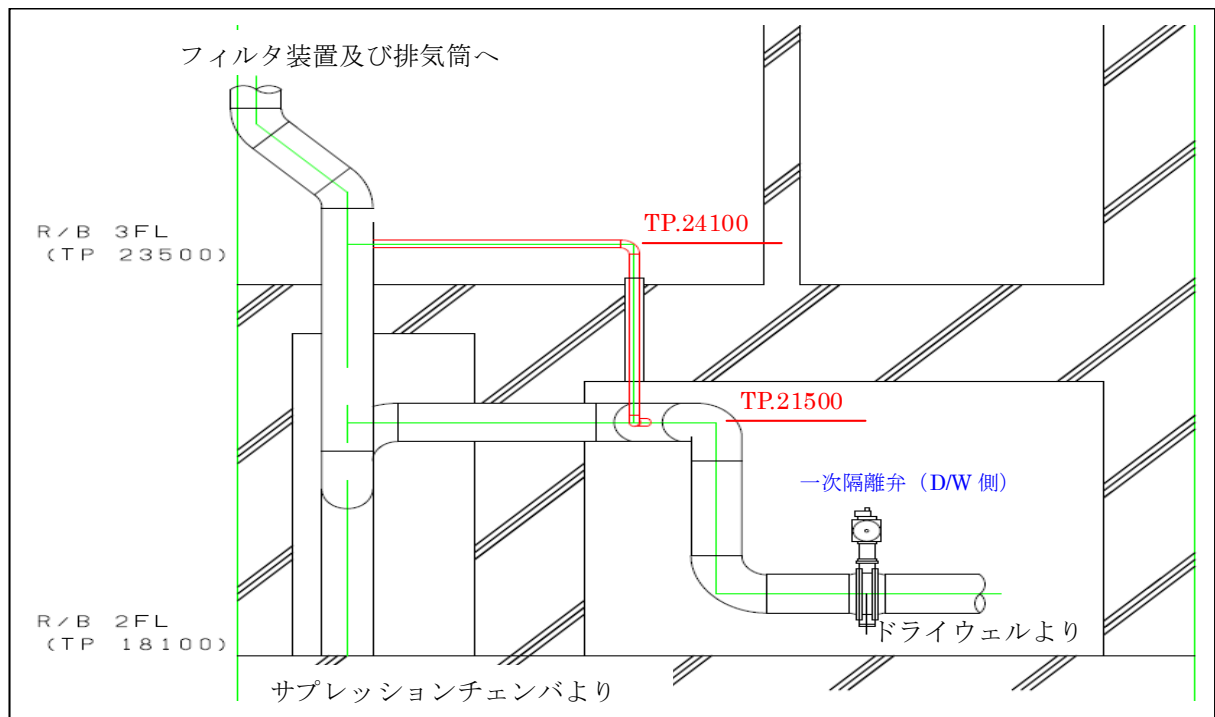 フィルタ装置及び排気筒へ
R/B 3FL
(TP 23500)
TP.24100
TP.21500
一次隔離弁（D/W 側）
R/B 2FL
(TP 18100)
ドライウェルより
サプレッションチェンバより